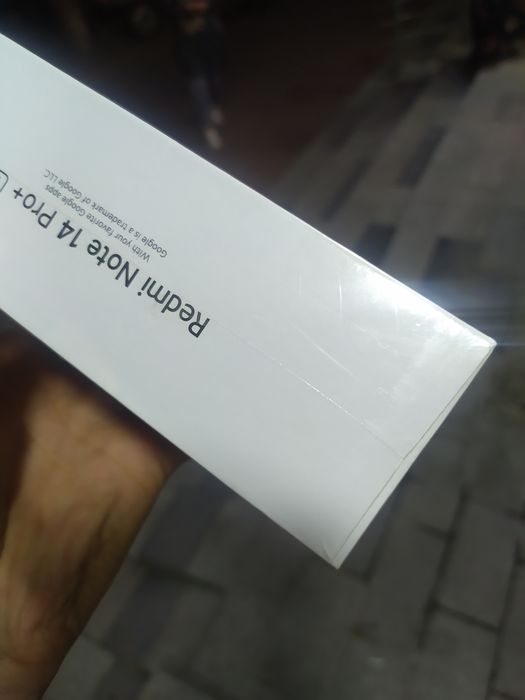 Redmi Note 14 Pro+
With your favorite Google apps
Google is a trademark of Google LLC.